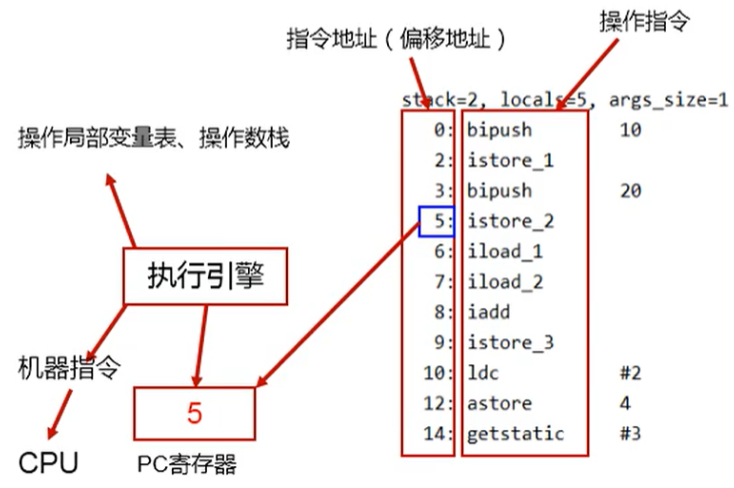 指令地址（偏移地址）
操作指令
stack=2, locals=5, args_size=1
0: bipush 10
2: istore_1
3: bipush 20
5: istore_2
6: iload_1
7: iload_2
8: iadd
9: istore_3
10: ldc #2
12: astore 4
14: getstatic #3
操作局部变量表、操作数栈
执行引擎
机器指令
5
CPU
PC寄存器